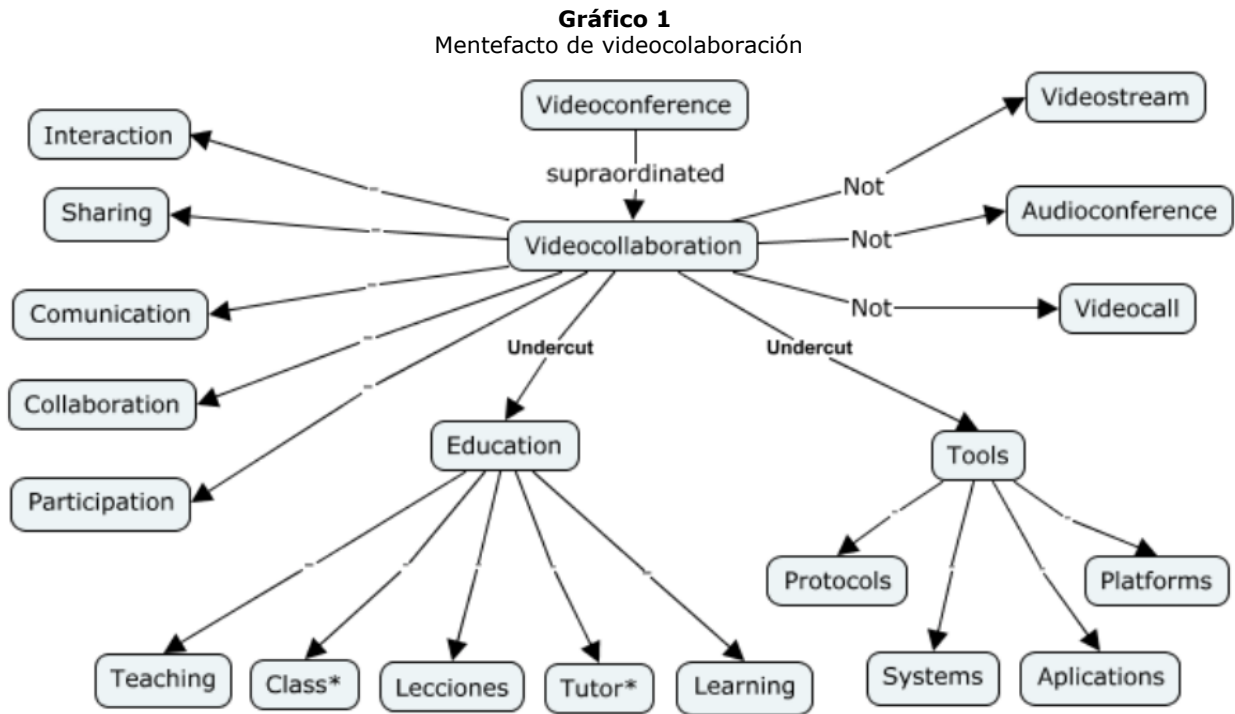 Gráfico 1
Mentefacto de videocolaboración
Videoconference
Videostream
Interaction
supraordinated
Not
Sharing
Audioconference
Videocollaboration
Not
Comunication
Not
Videocall
Undercut
Undercut
Collaboration
Education
Tools
Participation
Protocols
Platforms
Teaching
Class*
Lecciones
Tutor*
Learning
Systems
Aplications